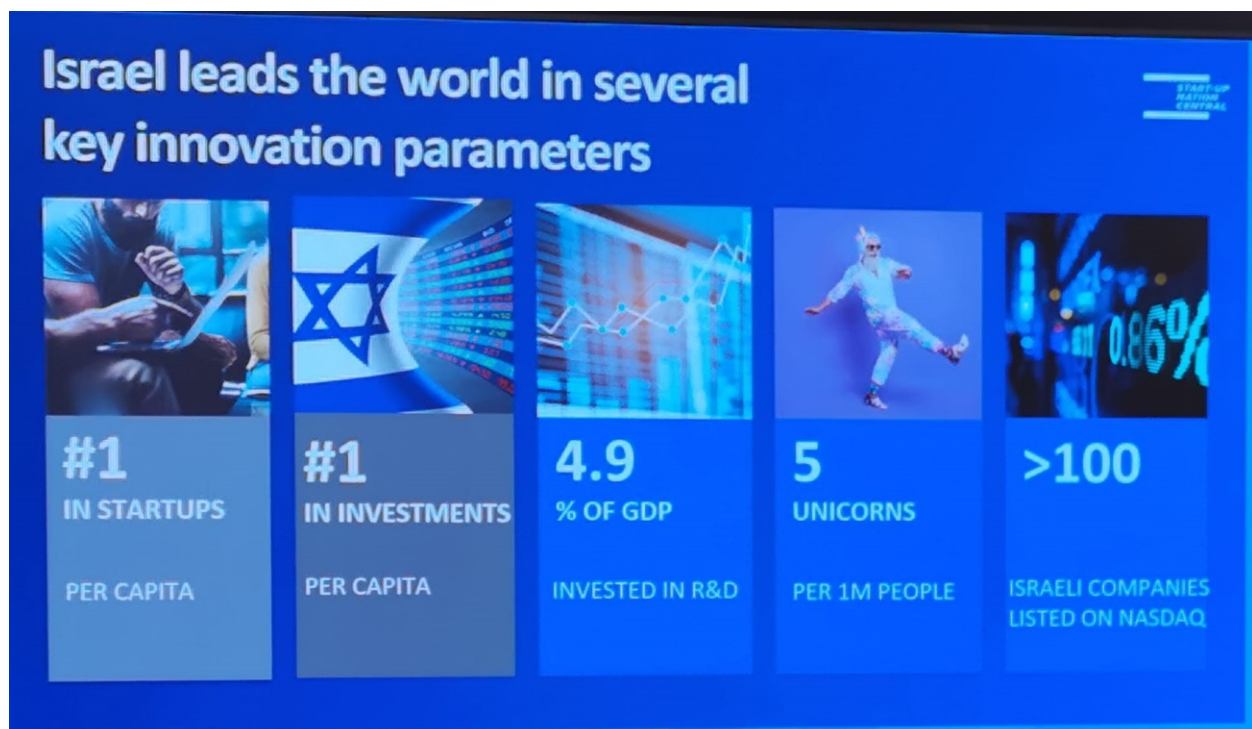 Israel leads the world in several
key innovation parameters
START-UP
NATION
CENTRAL
0.86%
#1
IN STARTUPS
PER CAPITA
#1
IN INVESTMENTS
PER CAPITA
4.9
% OF GDP
INVESTED IN R&D
5
UNICORNS
PER 1M PEOPLE
>100
ISRAELI COMPANIES
LISTED ON NASDAQ